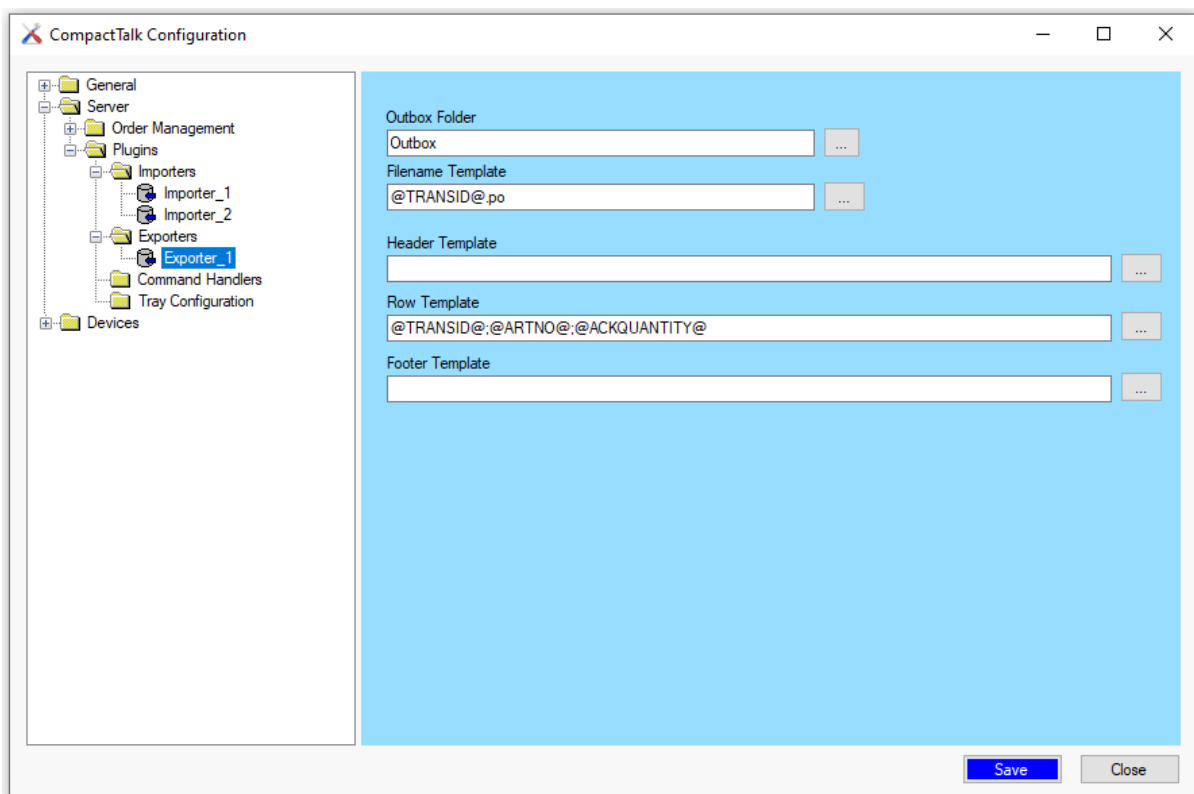 CompactTalk Configuration
General
Server
Order Management
Plugins
Importers
Importer_1
Importer_2
Exporters
Exporter_1
Command Handlers
Tray Configuration
Devices
Outbox Folder
Outbox
...
Filename Template
@TRANSID@.po
...
Header Template
...
Row Template
@TRANSID@;@ARTNO@;@ACKQUANTITY@
...
Footer Template
...
Save Close